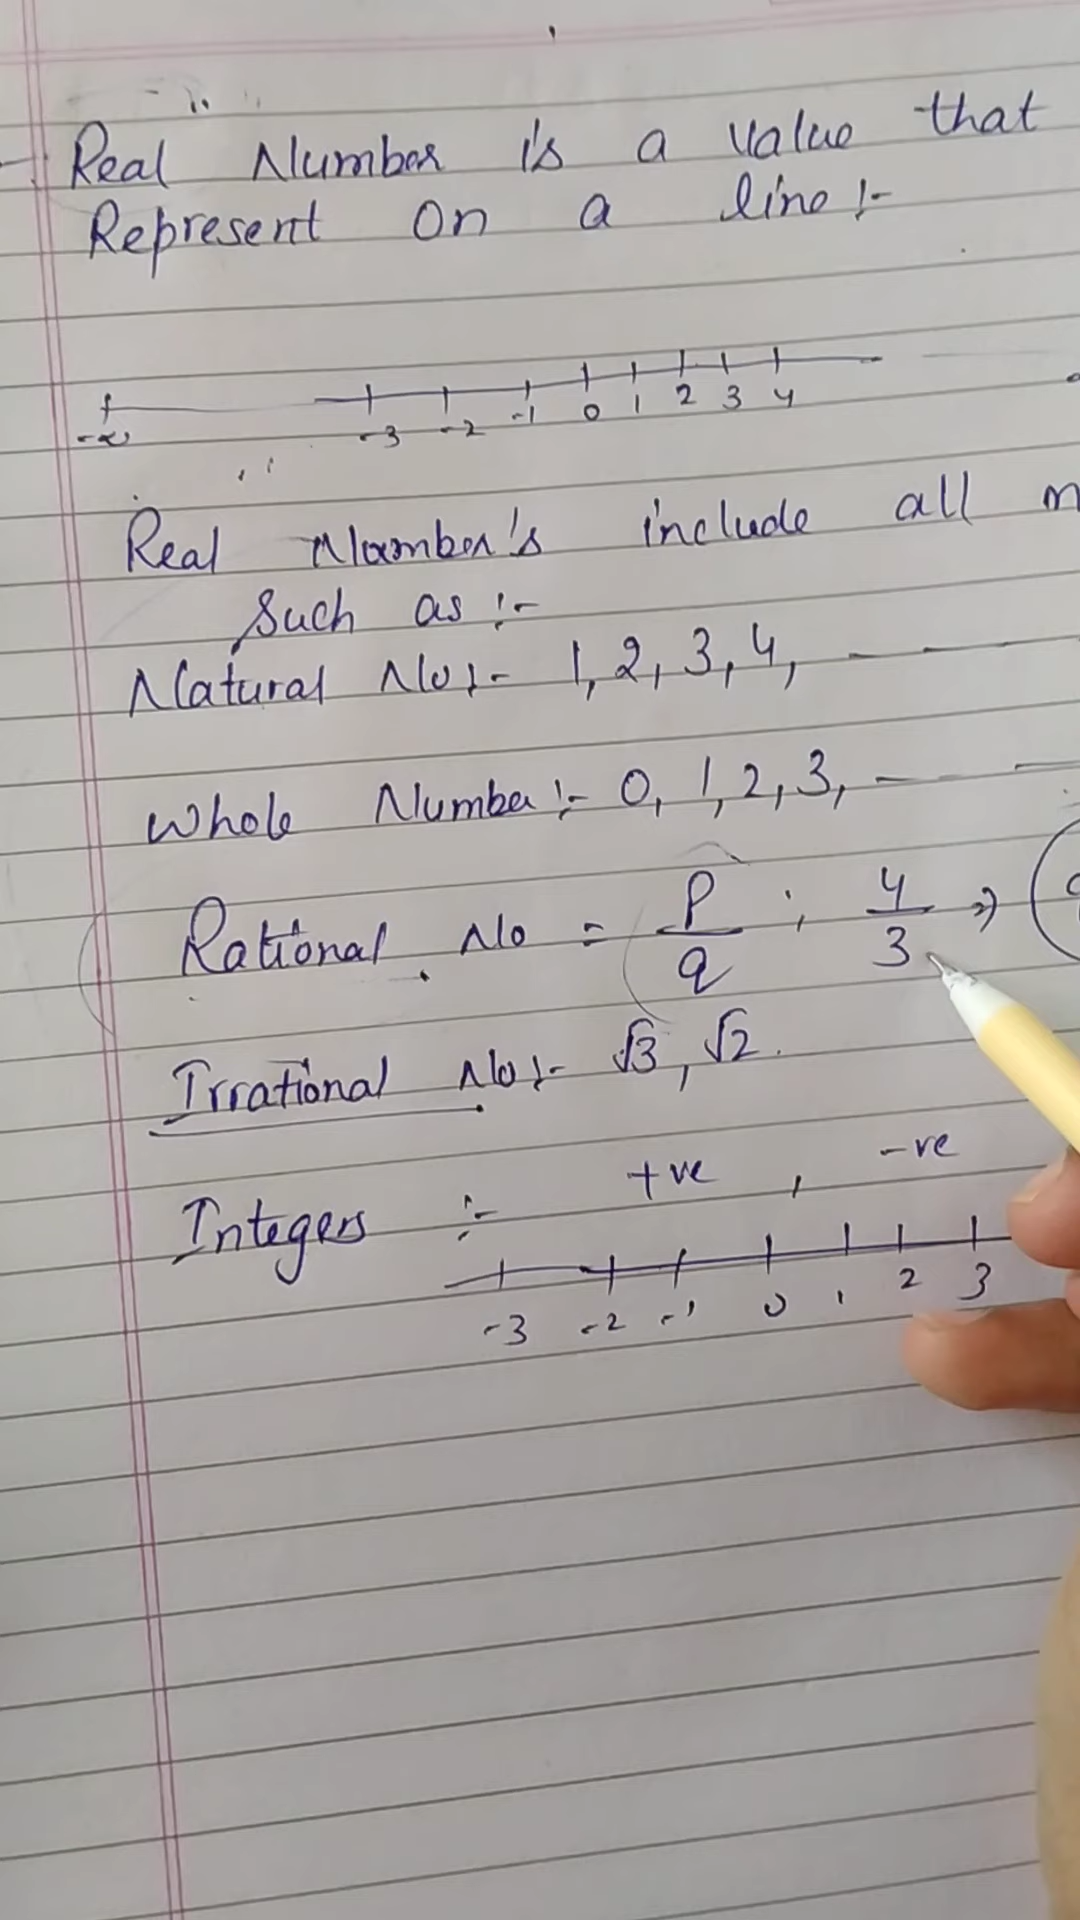 Real Number is a value that
Represent on a line :-
-∞ -3 -2 -1 0 1 2 3 4
Real Number's include all
Such as :-
Natural No :- 1, 2, 3, 4, - - -
Whole Number :- 0, 1, 2, 3, - -
Rational No = P/q ; 4/3 ⇒
Irrational No :- √3, √2.
Integers :- +ve , -ve
-3 -2 -1 0 1 2 3